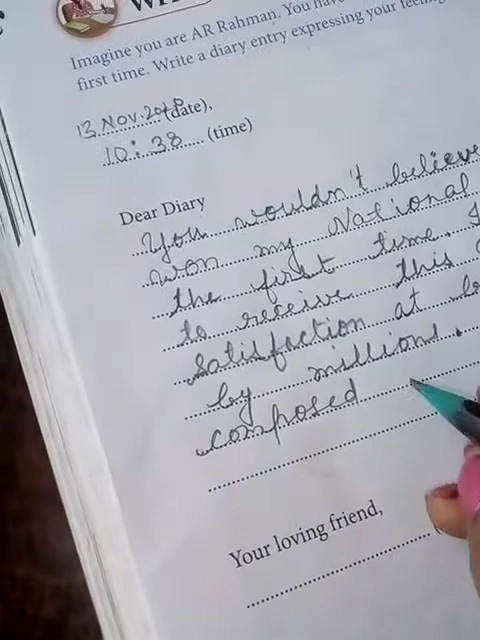 Imagine you are AR Rahman. You have
first time. Write a diary entry expressing your feeling
13 Nov. 2018 (date),
10:38 (time)
Dear Diary
You wouldn't believe
won my National
the first time. I
to receive this
satisfaction at
by millions.
composed
Your loving friend,